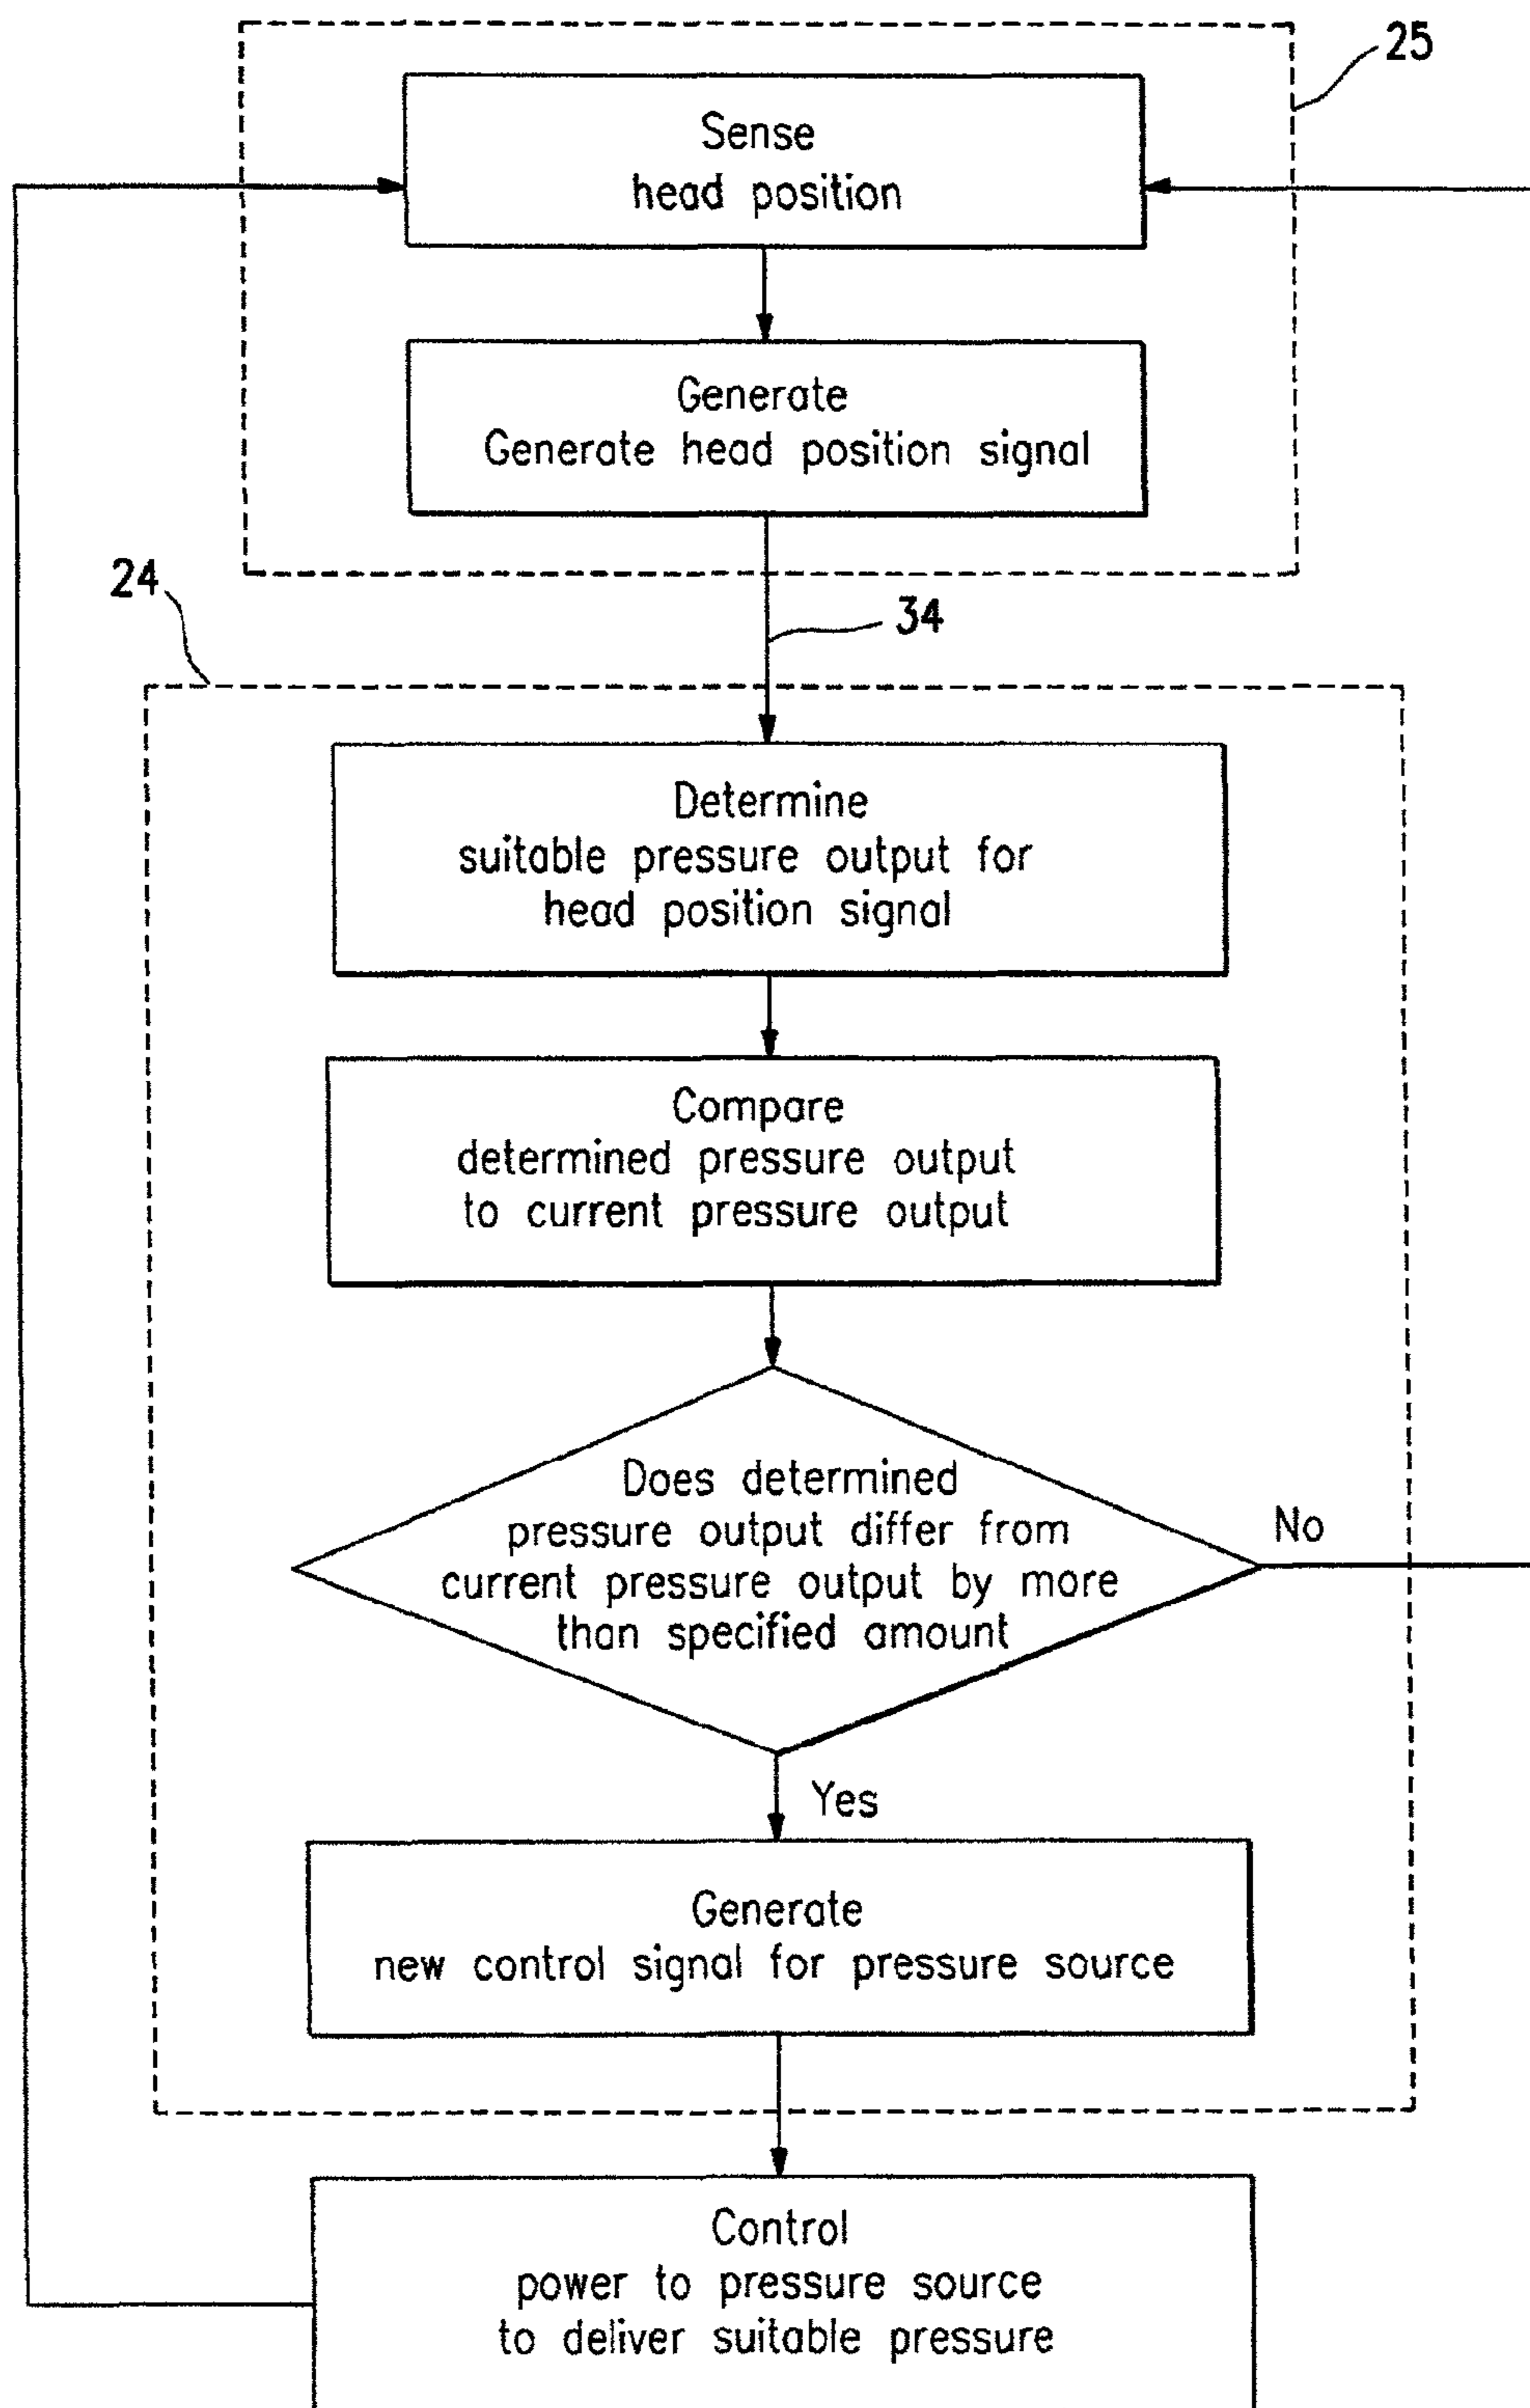 25
Sense
head position
Generate
Generate head position signal
24
34
Determine
suitable pressure output for
head position signal
Compare
determined pressure output
to current pressure output
Does determined
pressure output differ from
current pressure output by more
than specified amount
No
Yes
Generate
new control signal for pressure source
Control
power to pressure source
to deliver suitable pressure